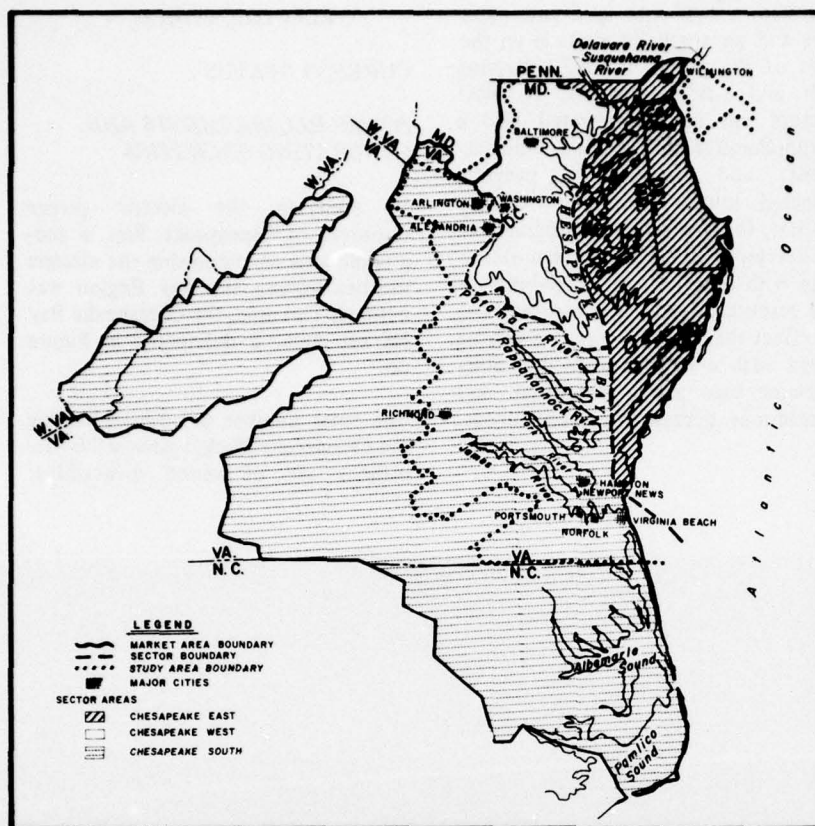 Delaware River
Susquehanna
River
WILMINGTON
PENN.
MD.
BALTIMORE
W. VA.
MD.
VA.
W. VA.
VA.
ARLINGTON
WASHINGTON
D.C.
ALEXANDRIA
CHESAPEAKE BAY
Ocean
Potomac River
Rappahannock R.
W. VA.
VA.
RICHMOND
York River
James River
HAMPTON
NEWPORT NEWS
PORTSMOUTH
VIRGINIA BEACH
NORFOLK
VA.
N.C.
VA.
N.C.
Albemarle
Sound
Pamlico
Sound
LEGEND
MARKET AREA BOUNDARY
SECTOR BOUNDARY
STUDY AREA BOUNDARY
MAJOR CITIES
SECTOR AREAS
CHESAPEAKE EAST
CHESAPEAKE WEST
CHESAPEAKE SOUTH